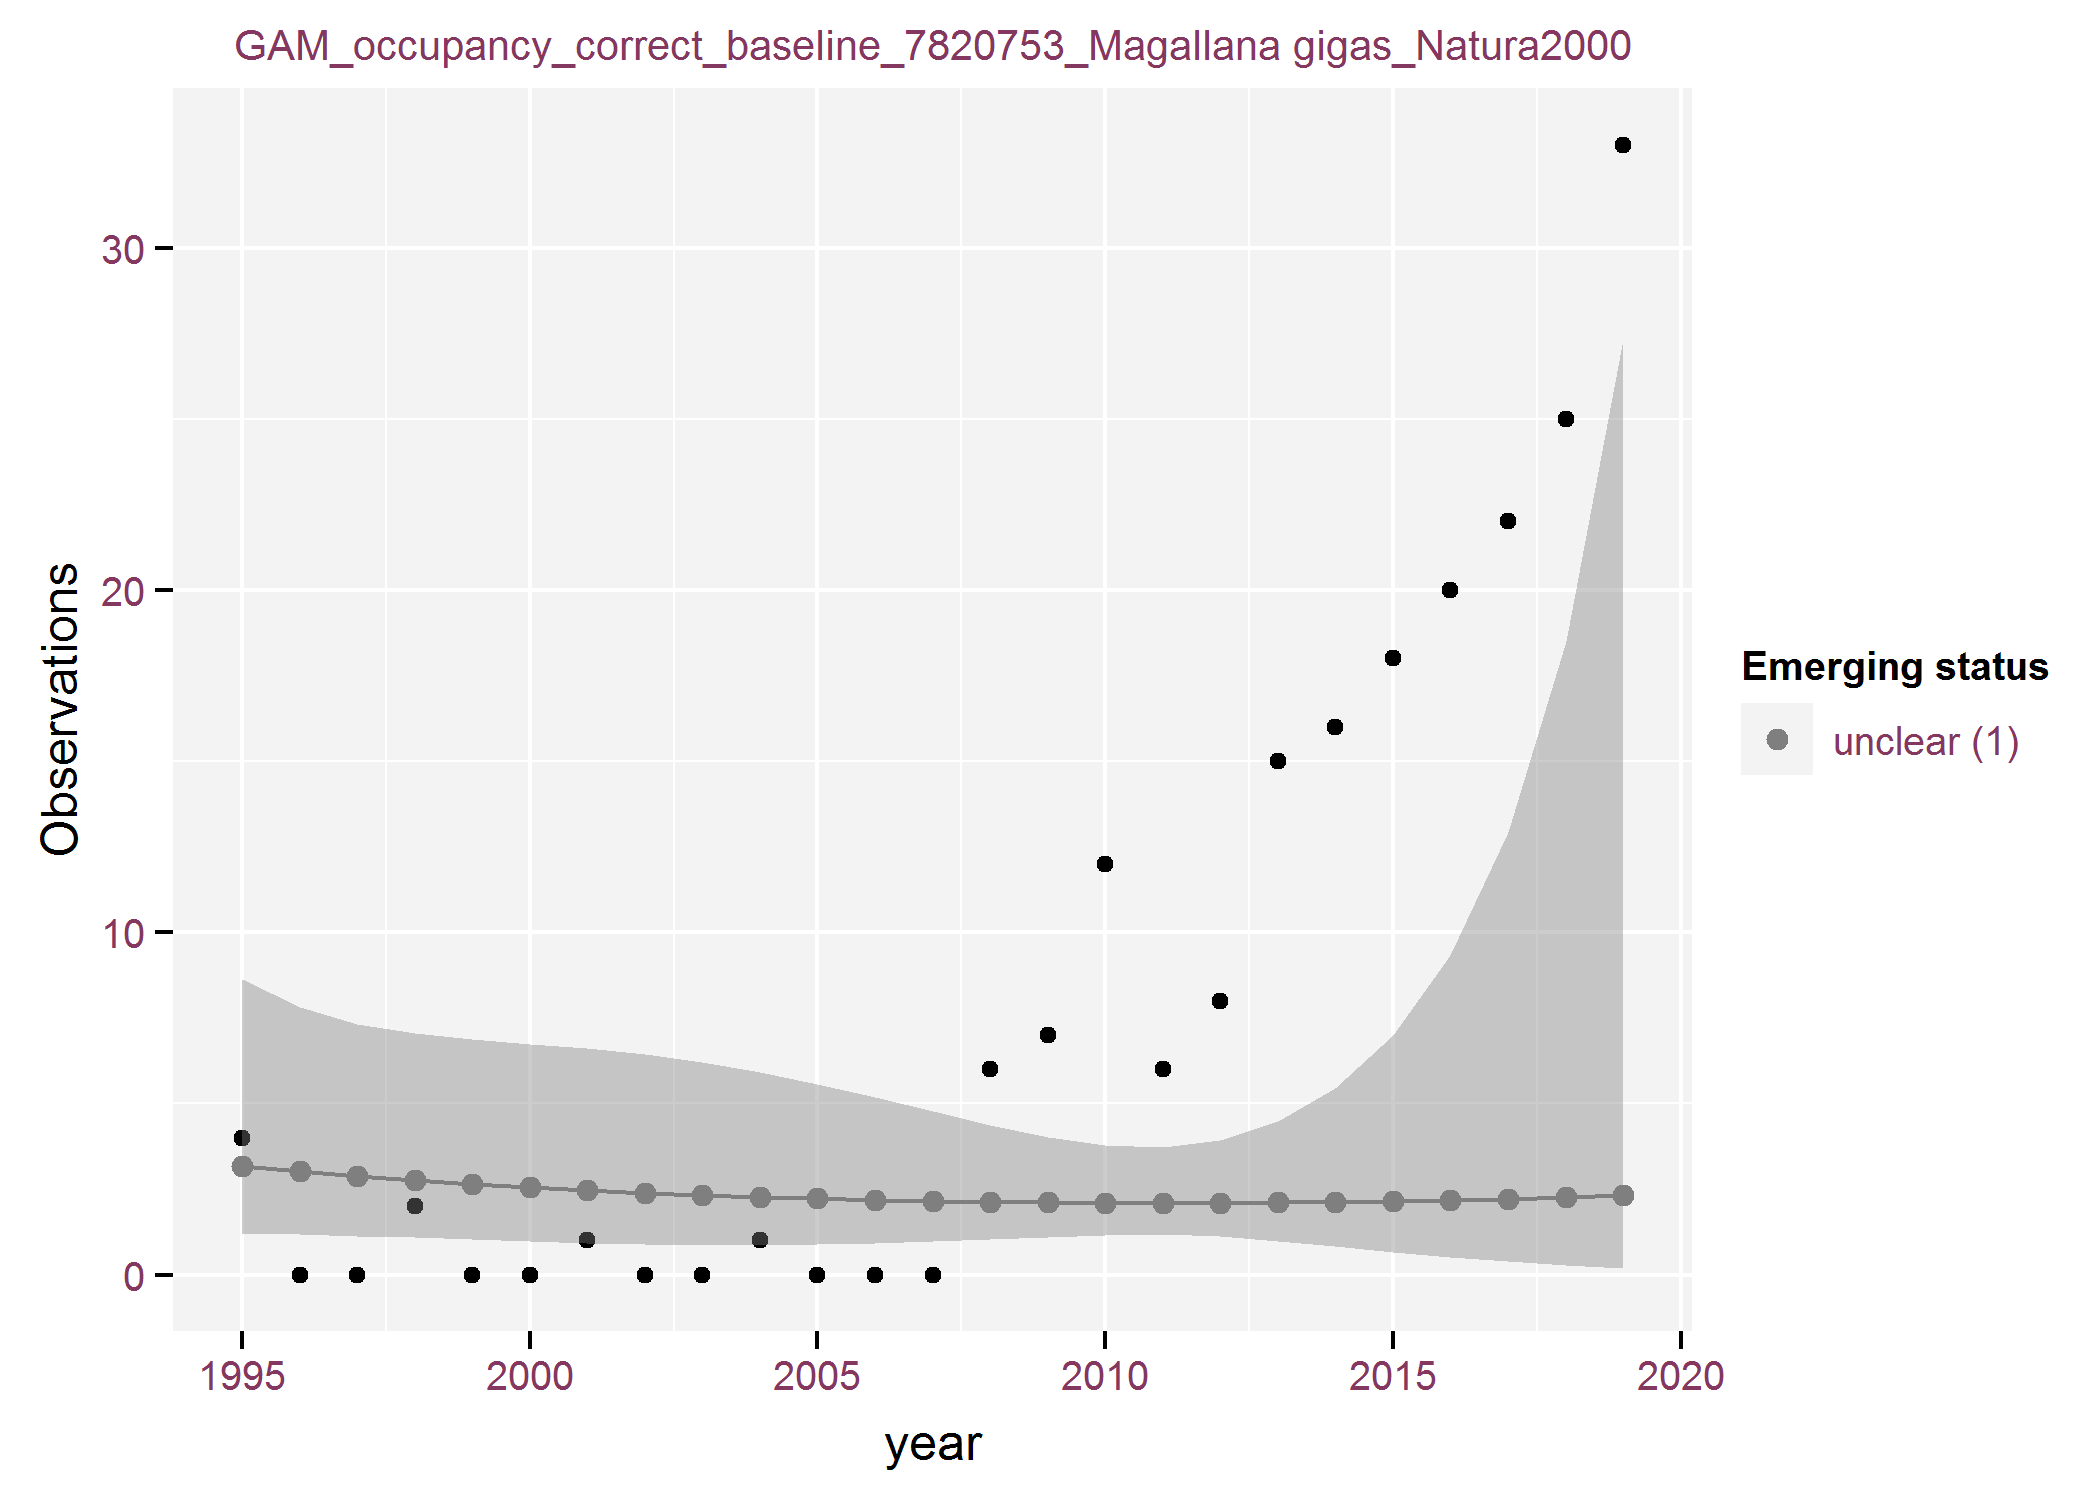 GAM_occupancy_correct_baseline_7820753_Magallana gigas_Natura2000
30
20
10
0
Observations
1995 2000 2005 2010 2015 2020
year
Emerging status
unclear (1)